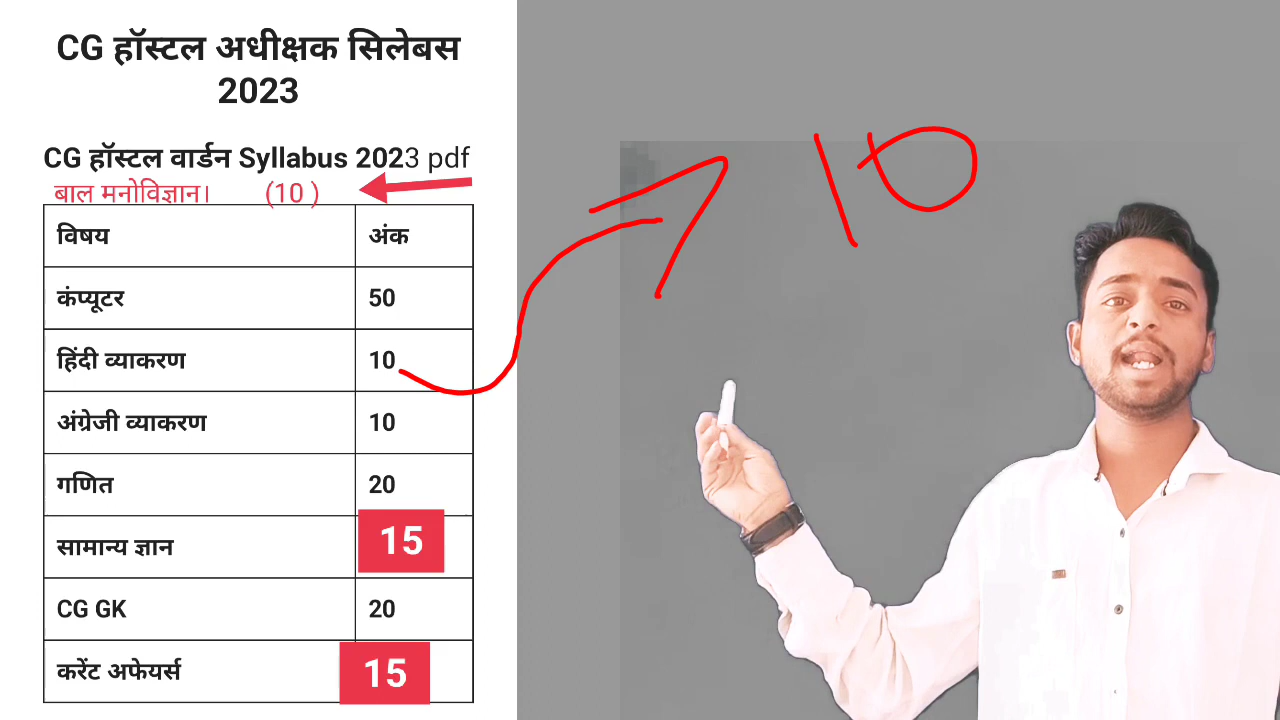 CG हॉस्टल अधीक्षक सिलेबस
2023
CG हॉस्टल वार्डन Syllabus 2023 pdf
बाल मनोविज्ञान। (10 )
विषय अंक
कंप्यूटर 50
हिंदी व्याकरण 10
10
अंग्रेजी व्याकरण 10
गणित 20
सामान्य ज्ञान 15
CG GK 20
करेंट अफेयर्स 15